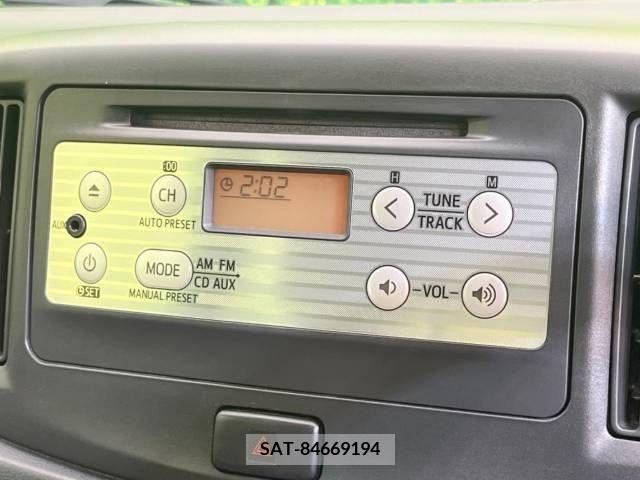 :00
H
M
CH
2:02
TUNE
AUX
AUTO PRESET
TRACK
MODE
AM FM
CD AUX
VOL
SET
MANUAL PRESET
SAT-84669194